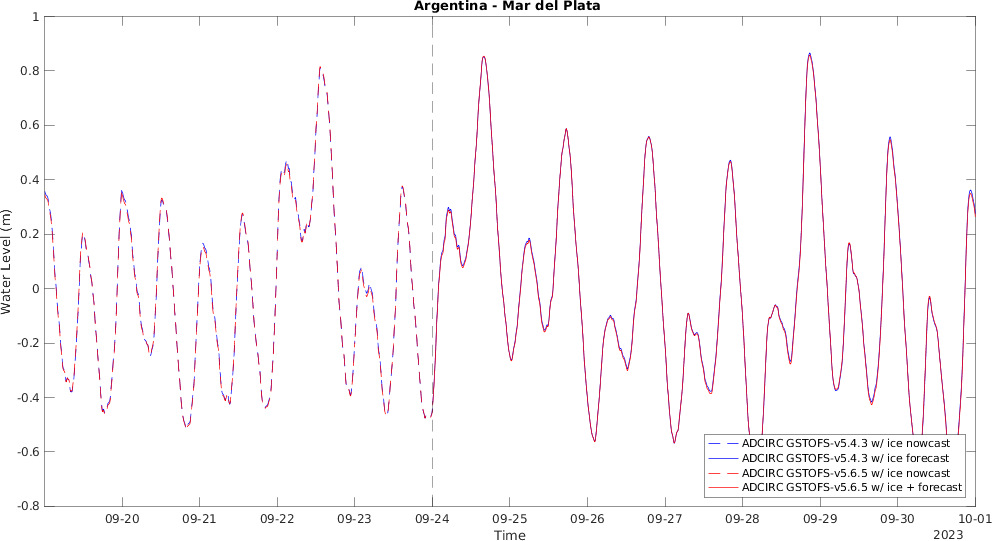 Argentina - Mar del Plata
1
0.8
0.6
0.4
0.2
0
-0.2
-0.4
-0.6
-0.8
Water Level (m)
ADCIRC GSTOFS-v5.4.3 w/ ice nowcast
ADCIRC GSTOFS-v5.4.3 w/ ice forecast
ADCIRC GSTOFS-v5.6.5 w/ ice nowcast
ADCIRC GSTOFS-v5.6.5 w/ ice + forecast
09-20 09-21 09-22 09-23 09-24 09-25 09-26 09-27 09-28 09-29 09-30 10-01
Time
2023